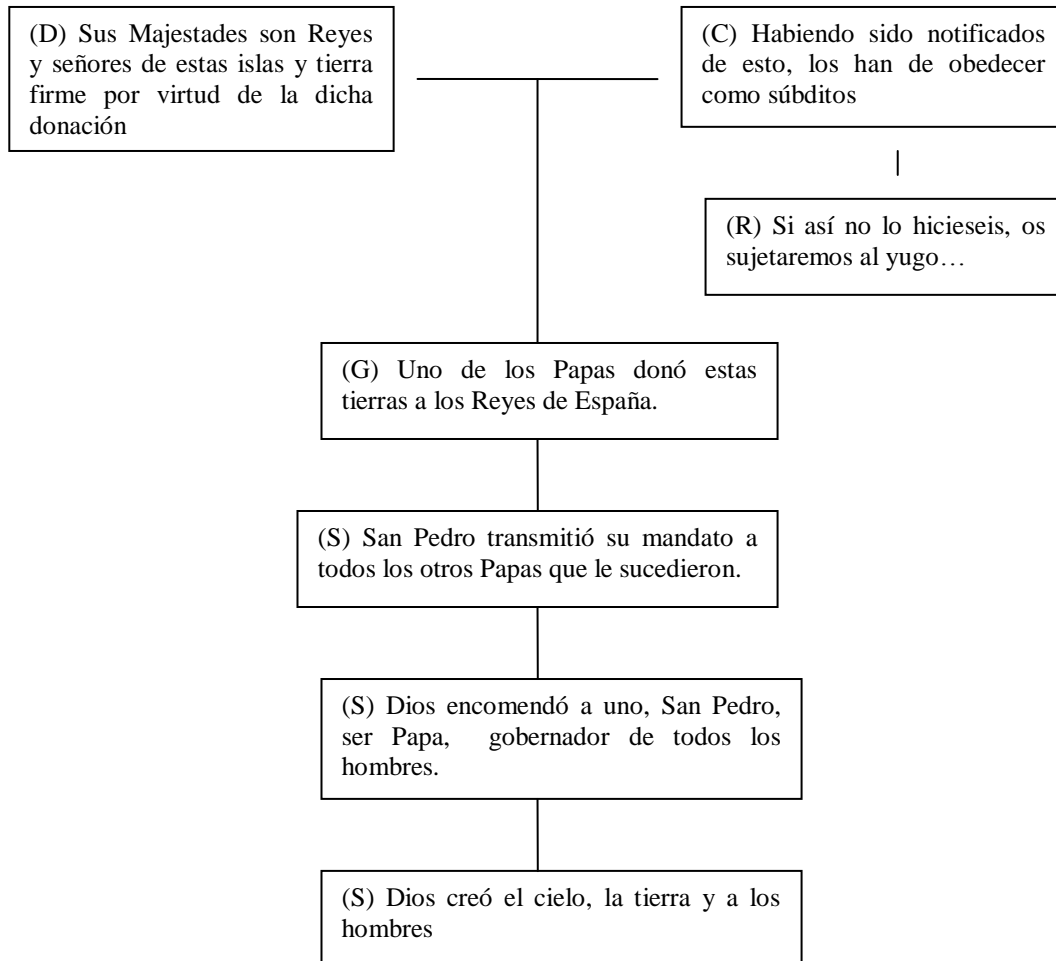 (D) Sus Majestades son Reyes
y señores de estas islas y tierra
firme por virtud de la dicha
donación
(C) Habiendo sido notificados
de esto, los han de obedecer
como súbditos
(R) Si así no lo hicieseis, os
sujetaremos al yugo…
(G) Uno de los Papas donó estas
tierras a los Reyes de España.
(S) San Pedro transmitió su mandato a
todos los otros Papas que le sucedieron.
(S) Dios encomendó a uno, San Pedro,
ser Papa, gobernador de todos los
hombres.
(S) Dios creó el cielo, la tierra y a los
hombres